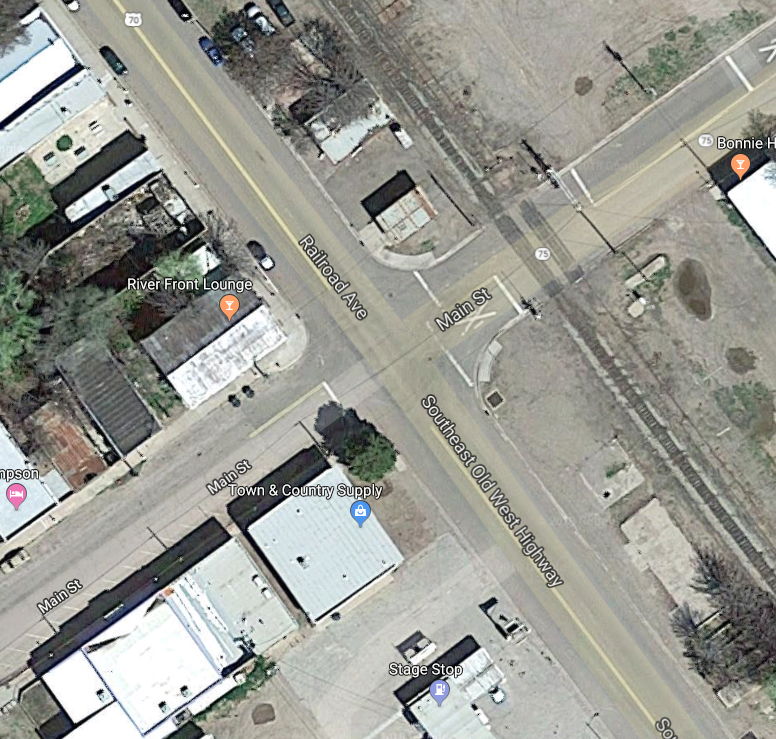 70
75
Bonnie H
Railroad Ave
75
River Front Lounge
Main St
Southeast Old West Highway
mpson
Main St
Town & Country Supply
Main St
Stage Stop
Sou